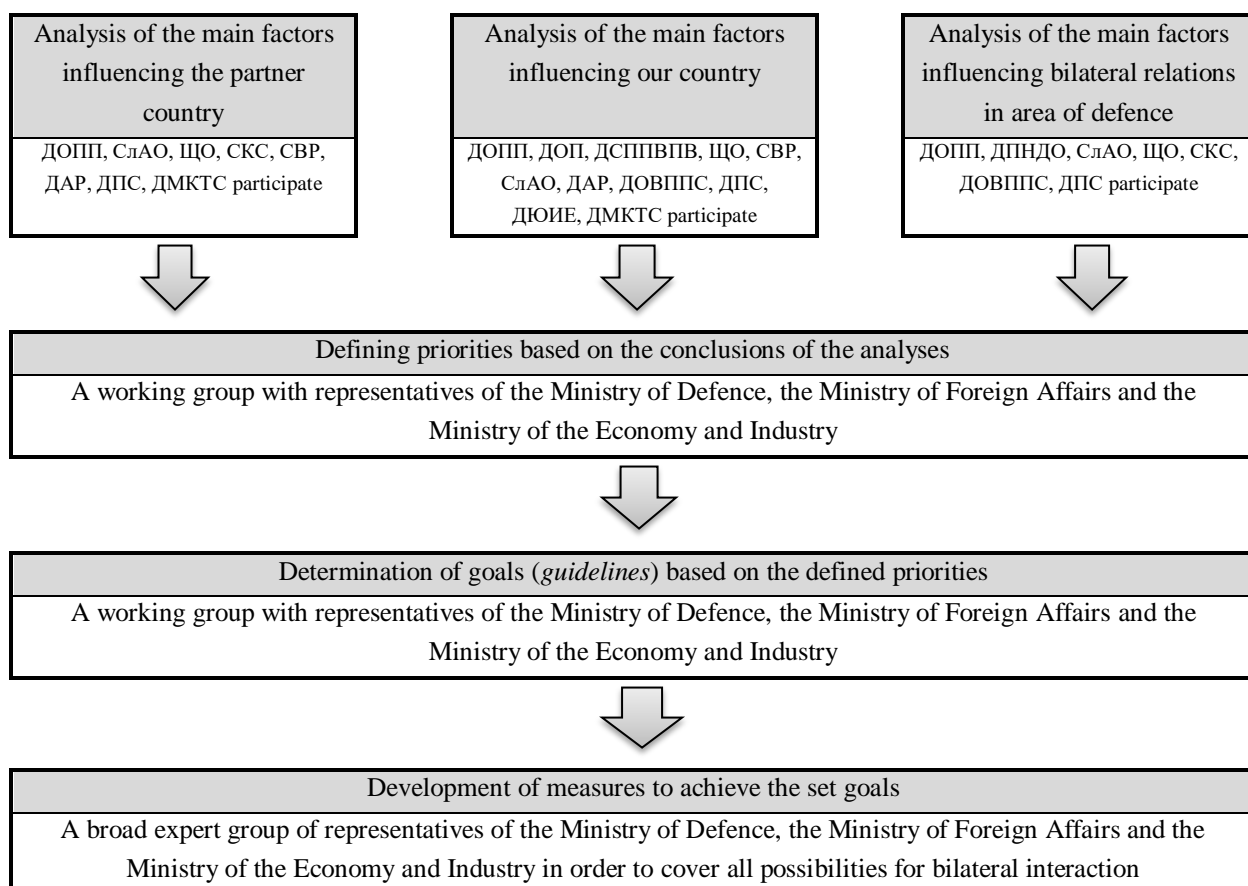 Analysis of the main factors
influencing the partner
country
ДОПП, СлАО, ЩО, СКС, СВР,
ДАР, ДПС, ДМКТС participate
Analysis of the main factors
influencing our country
ДОПП, ДОП, ДСППВПВ, ЩО, СВР,
СлАО, ДАР, ДОВППС, ДПС,
ДЮИЕ, ДМКТС participate
Analysis of the main factors
influencing bilateral relations
in area of defence
ДОПП, ДПНДО, СлАО, ЩО, СКС,
ДОВППС, ДПС participate
Defining priorities based on the conclusions of the analyses
A working group with representatives of the Ministry of Defence, the Ministry of Foreign Affairs and the
Ministry of the Economy and Industry
Determination of goals (guidelines) based on the defined priorities
A working group with representatives of the Ministry of Defence, the Ministry of Foreign Affairs and the
Ministry of the Economy and Industry
Development of measures to achieve the set goals
A broad expert group of representatives of the Ministry of Defence, the Ministry of Foreign Affairs and the
Ministry of the Economy and Industry in order to cover all possibilities for bilateral interaction